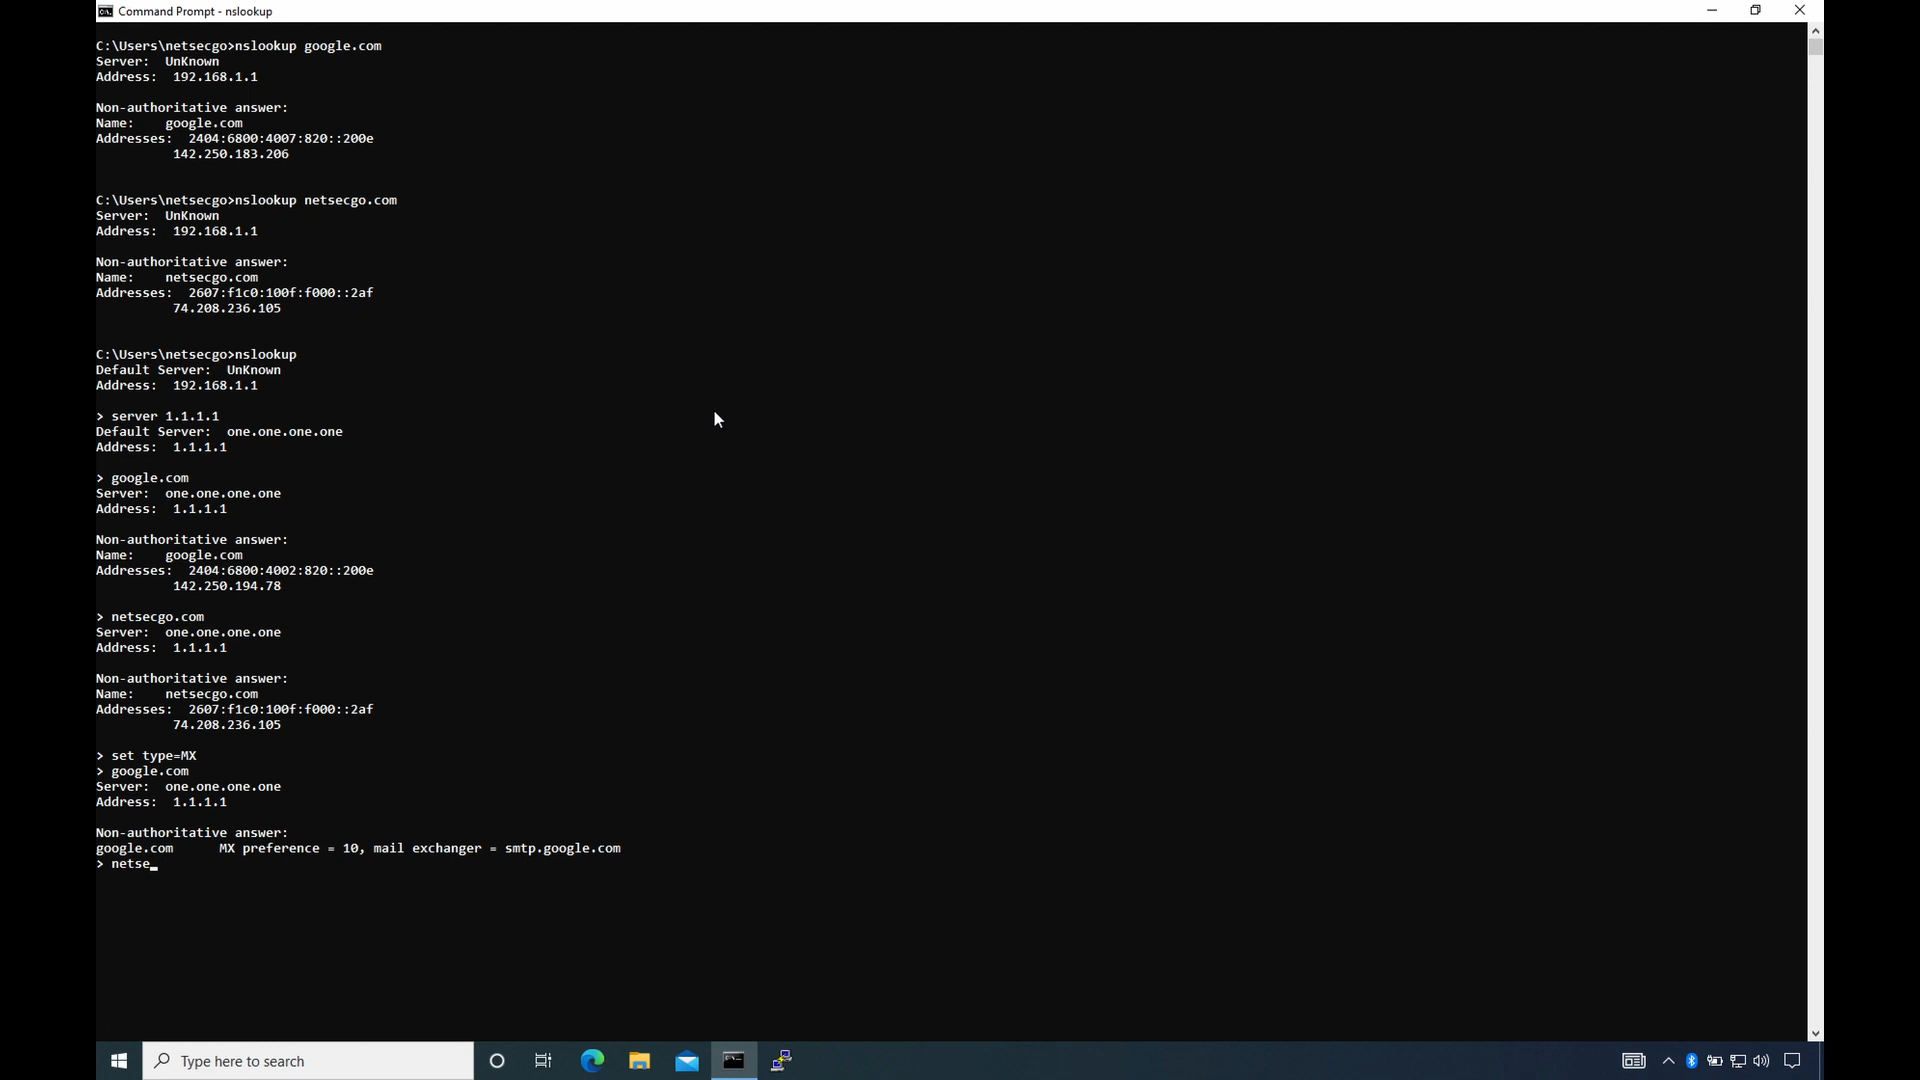 Command Prompt - nslookup
C:\Users\netsecgo>nslookup google.com
Server:  UnKnown
Address:  192.168.1.1
Non-authoritative answer:
Name:    google.com
Addresses:  2404:6800:4007:820::200e
142.250.183.206
C:\Users\netsecgo>nslookup netsecgo.com
Server:  UnKnown
Address:  192.168.1.1
Non-authoritative answer:
Name:    netsecgo.com
Addresses:  2607:f1c0:100f:f000::2af
74.208.236.105
C:\Users\netsecgo>nslookup
Default Server:  UnKnown
Address:  192.168.1.1
> server 1.1.1.1
Default Server:  one.one.one.one
Address:  1.1.1.1
> google.com
Server:  one.one.one.one
Address:  1.1.1.1
Non-authoritative answer:
Name:    google.com
Addresses:  2404:6800:4002:820::200e
142.250.194.78
> netsecgo.com
Server:  one.one.one.one
Address:  1.1.1.1
Non-authoritative answer:
Name:    netsecgo.com
Addresses:  2607:f1c0:100f:f000::2af
74.208.236.105
> set type=MX
> google.com
Server:  one.one.one.one
Address:  1.1.1.1
Non-authoritative answer:
google.com      MX preference = 10, mail exchanger = smtp.google.com
> netse
Type here to search